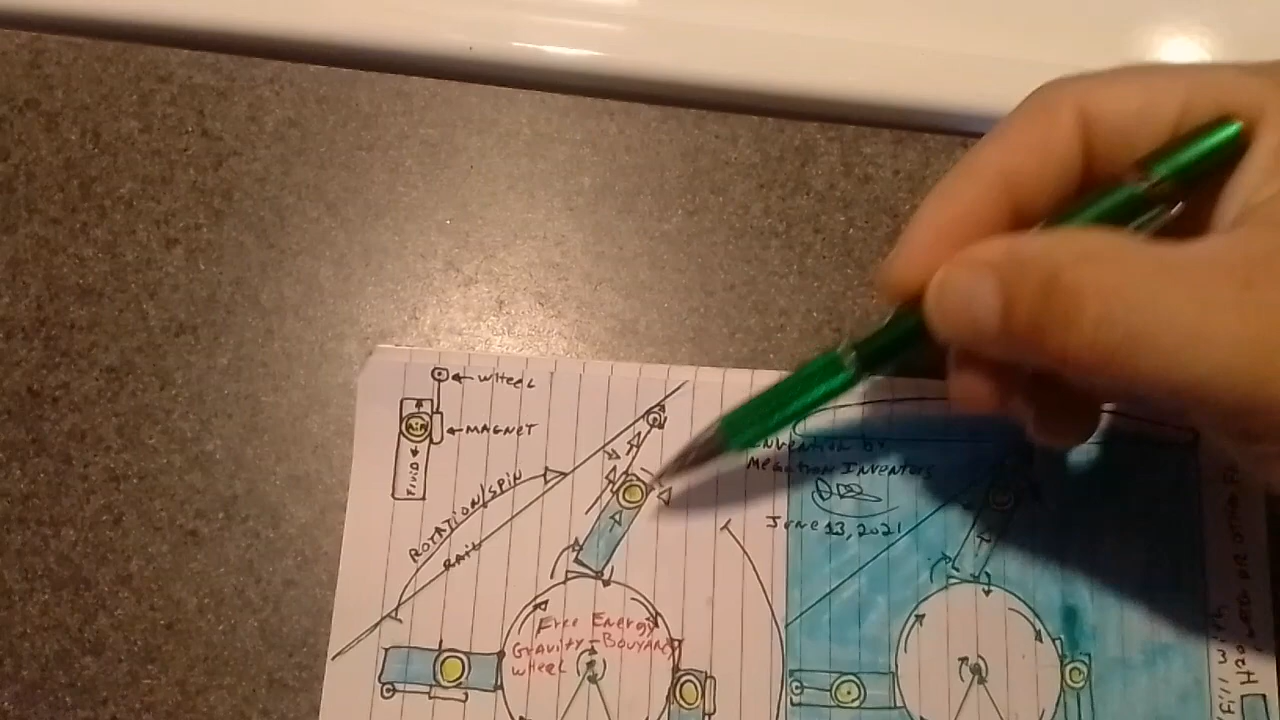 WHEEL
AIR
MAGNET
FLUID
ROTATION/SPIN
RAIL
Free Energy
Gravity-Bouyancy
Wheel
Invention by
Megatron Inventors
June 13, 2021
Fill with
H2O